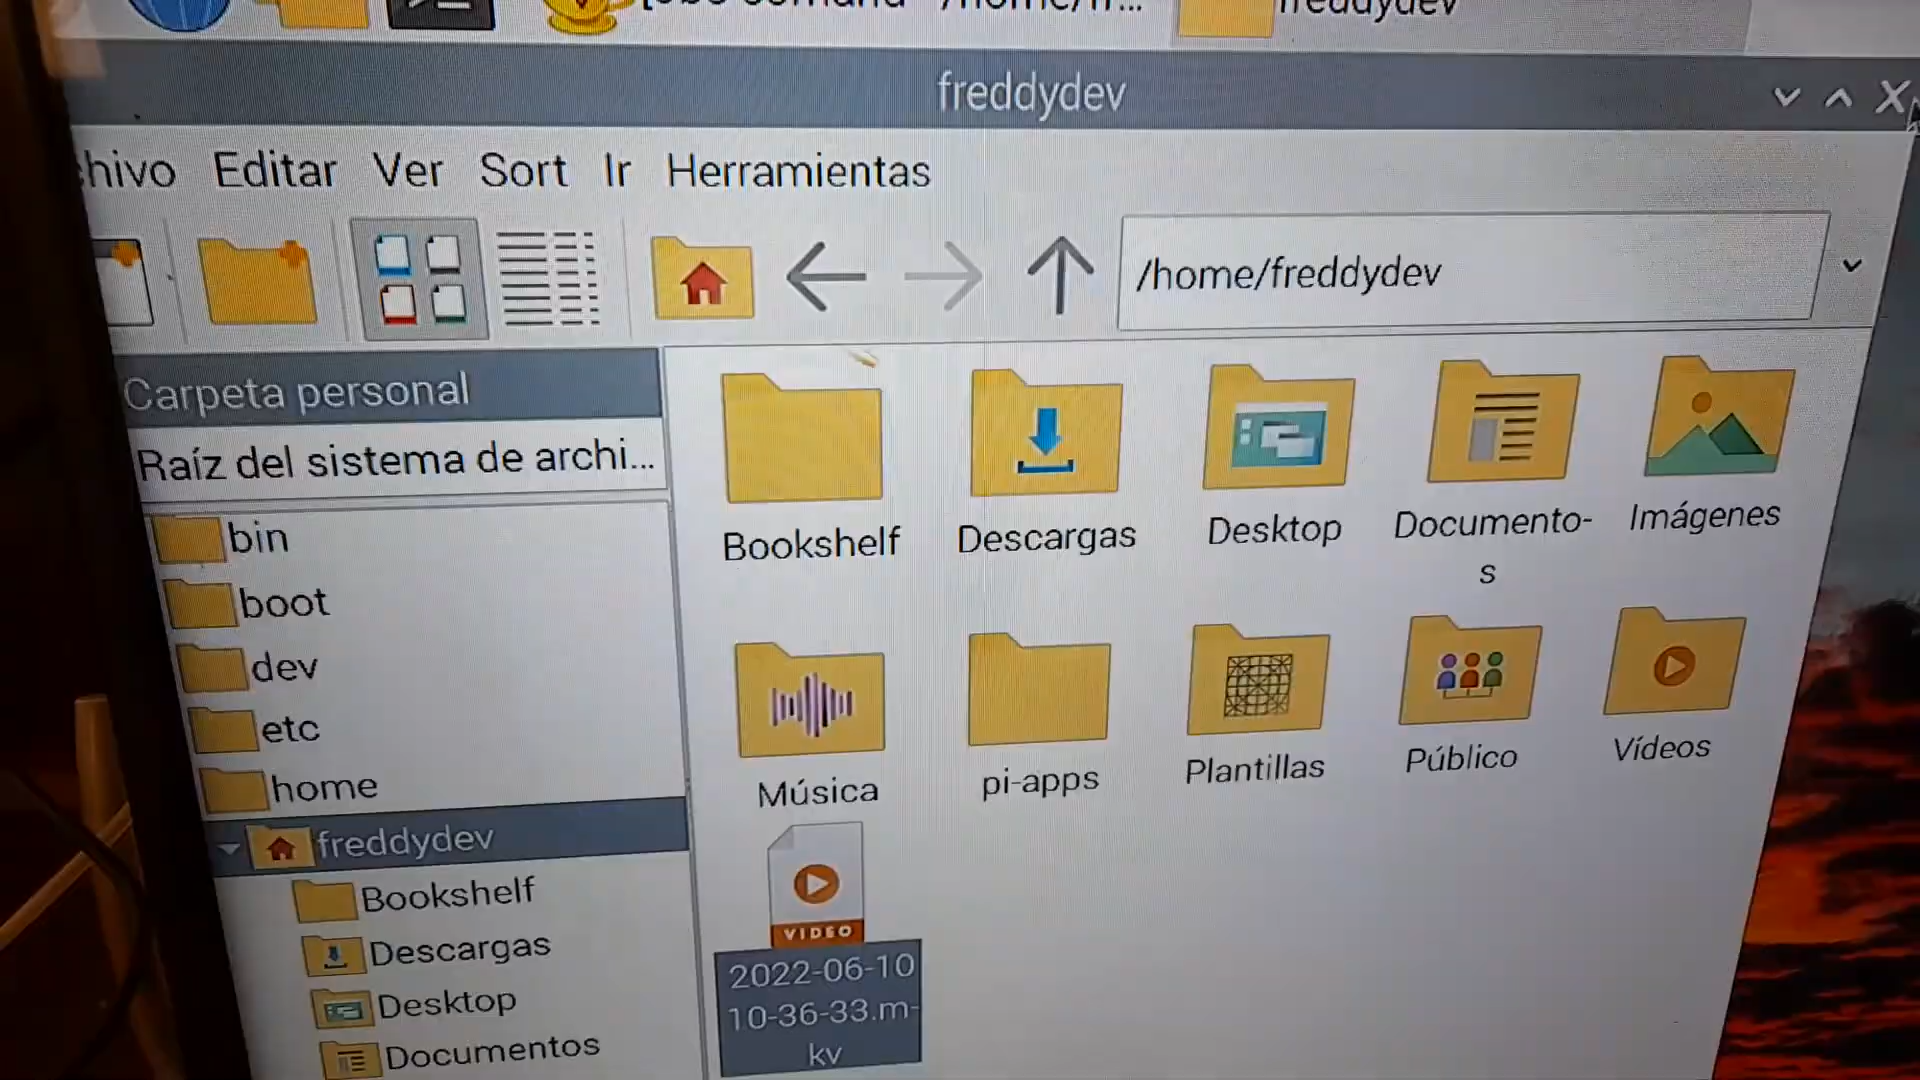 freddydev
freddydev
chivo Editar Ver Sort Ir Herramientas
/home/freddydev
Carpeta personal
Raíz del sistema de archi...
bin
boot
dev
etc
home
freddydev
Bookshelf
Descargas
Desktop
Documentos
Bookshelf
Descargas
Desktop
Documento-
s
Imágenes
Música
pi-apps
Plantillas
Público
Vídeos
VIDEO
2022-06-10
10-36-33.m-
kv